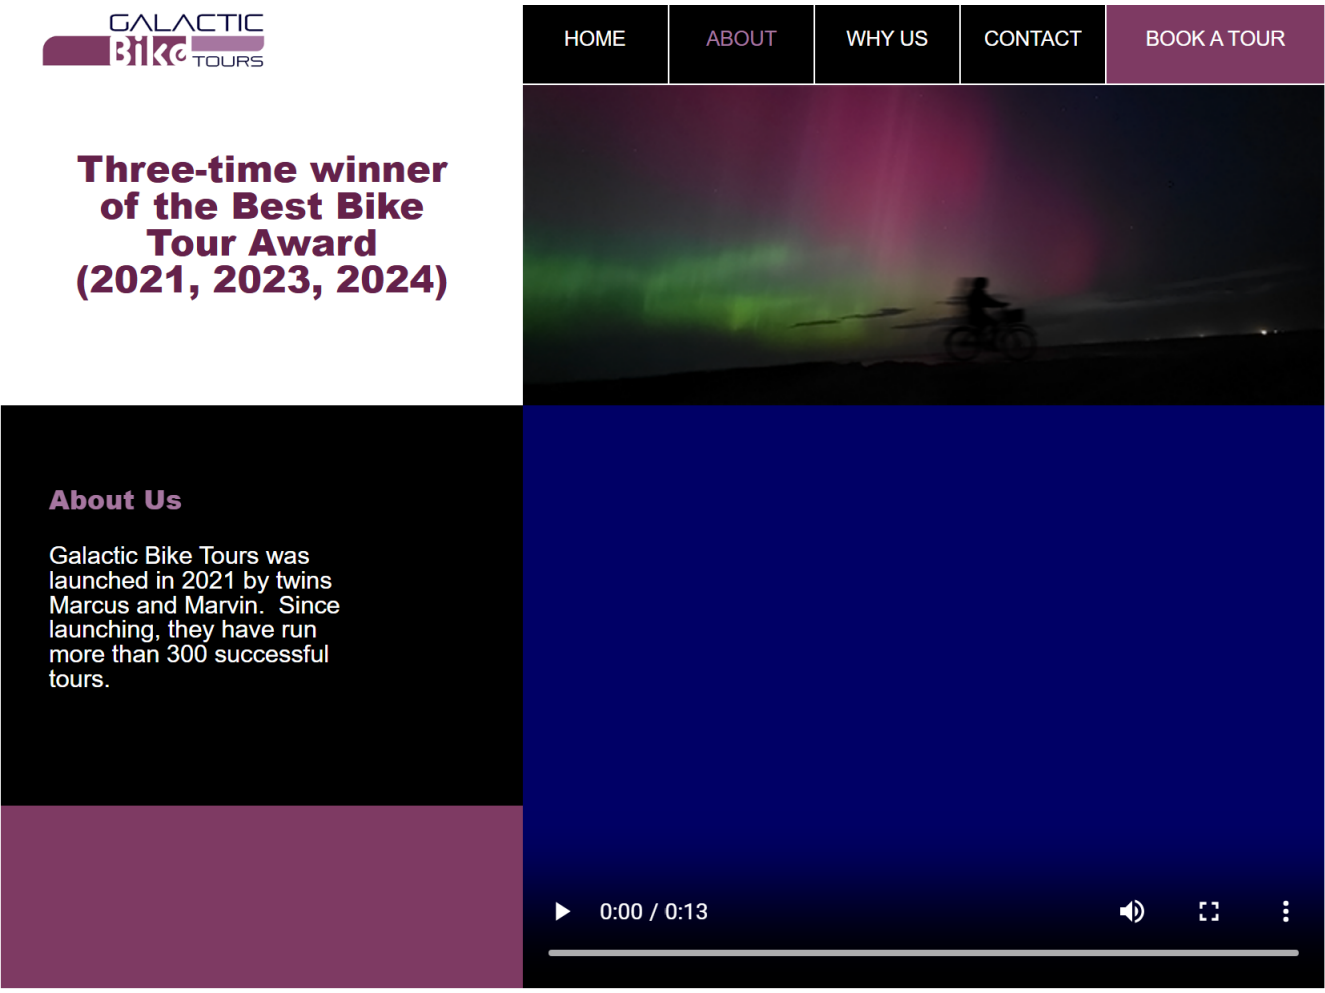 GALACTIC
Bike
TOURS
HOME
ABOUT
WHY US
CONTACT
BOOK A TOUR
Three-time winner
of the Best Bike
Tour Award
(2021, 2023, 2024)
About Us
Galactic Bike Tours was
launched in 2021 by twins
Marcus and Marvin.  Since
launching, they have run
more than 300 successful
tours.
0:00 / 0:13